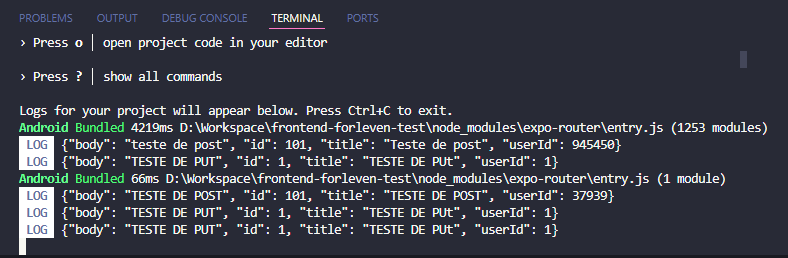 PROBLEMS OUTPUT DEBUG CONSOLE TERMINAL PORTS
› Press o │ open project code in your editor
› Press ? │ show all commands
Logs for your project will appear below. Press Ctrl+C to exit.
Android Bundled 4219ms D:\Workspace\frontend-forleven-test\node_modules\expo-router\entry.js (1253 modules)
LOG {"body": "teste de post", "id": 101, "title": "Teste de post", "userId": 945450}
LOG {"body": "TESTE DE PUT", "id": 1, "title": "TESTE DE PUt", "userId": 1}
Android Bundled 66ms D:\Workspace\frontend-forleven-test\node_modules\expo-router\entry.js (1 module)
LOG {"body": "TESTE DE POST", "id": 101, "title": "TESTE DE POST", "userId": 37939}
LOG {"body": "TESTE DE PUT", "id": 1, "title": "TESTE DE PUt", "userId": 1}
LOG {"body": "TESTE DE PUT", "id": 1, "title": "TESTE DE PUt", "userId": 1}